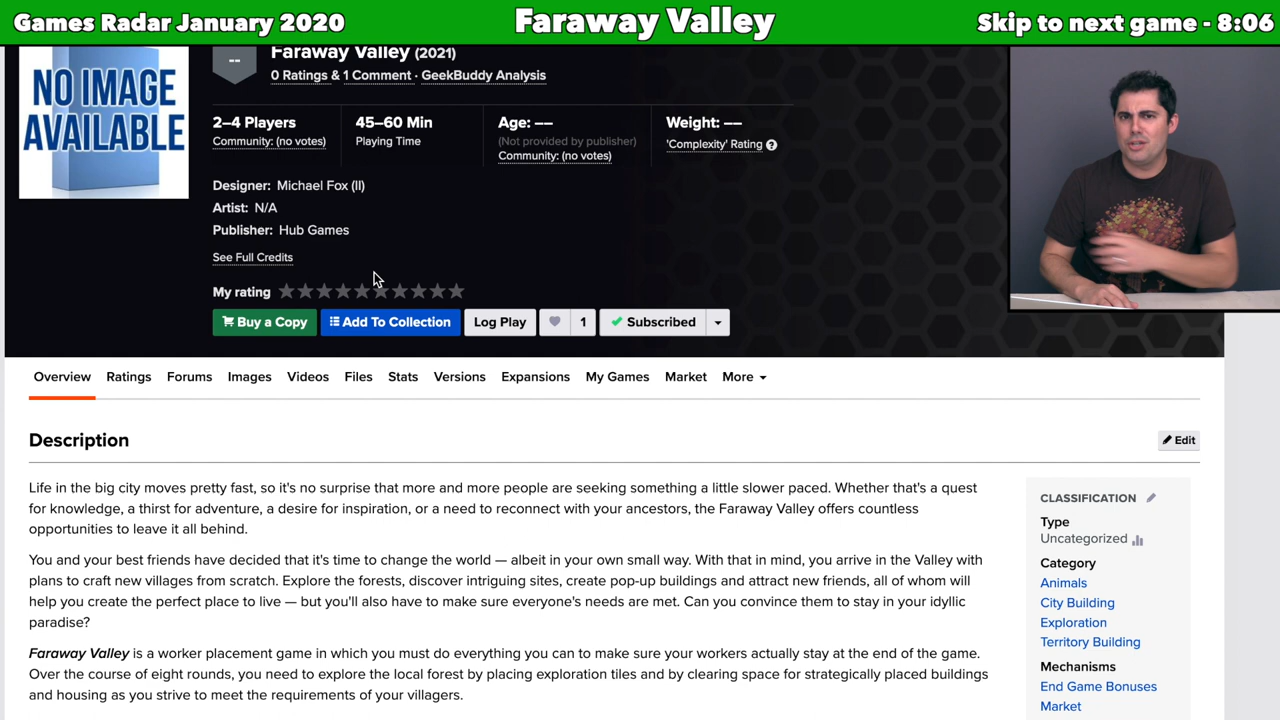 Games Radar January 2020
Faraway Valley
Skip to next game - 8:06
NO IMAGE
AVAILABLE
--
Faraway Valley (2021)
0 Ratings & 1 Comment · GeekBuddy Analysis
2–4 Players
Community: (no votes)
45–60 Min
Playing Time
Age: —–
(Not provided by publisher)
Community: (no votes)
Weight: —–
'Complexity' Rating ?
Designer: Michael Fox (II)
Artist: N/A
Publisher: Hub Games
See Full Credits
My rating
Buy a Copy
Add To Collection
Log Play
1
Subscribed
Overview Ratings Forums Images Videos Files Stats Versions Expansions My Games Market More
Description
Edit
Life in the big city moves pretty fast, so it's no surprise that more and more people are seeking something a little slower paced. Whether that's a quest
for knowledge, a thirst for adventure, a desire for inspiration, or a need to reconnect with your ancestors, the Faraway Valley offers countless
opportunities to leave it all behind.
You and your best friends have decided that it's time to change the world — albeit in your own small way. With that in mind, you arrive in the Valley with
plans to craft new villages from scratch. Explore the forests, discover intriguing sites, create pop-up buildings and attract new friends, all of whom will
help you create the perfect place to live — but you'll also have to make sure everyone's needs are met. Can you convince them to stay in your idyllic
paradise?
Faraway Valley is a worker placement game in which you must do everything you can to make sure your workers actually stay at the end of the game.
Over the course of eight rounds, you need to explore the local forest by placing exploration tiles and by clearing space for strategically placed buildings
and housing as you strive to meet the requirements of your villagers.
CLASSIFICATION
Type
Uncategorized
Category
Animals
City Building
Exploration
Territory Building
Mechanisms
End Game Bonuses
Market